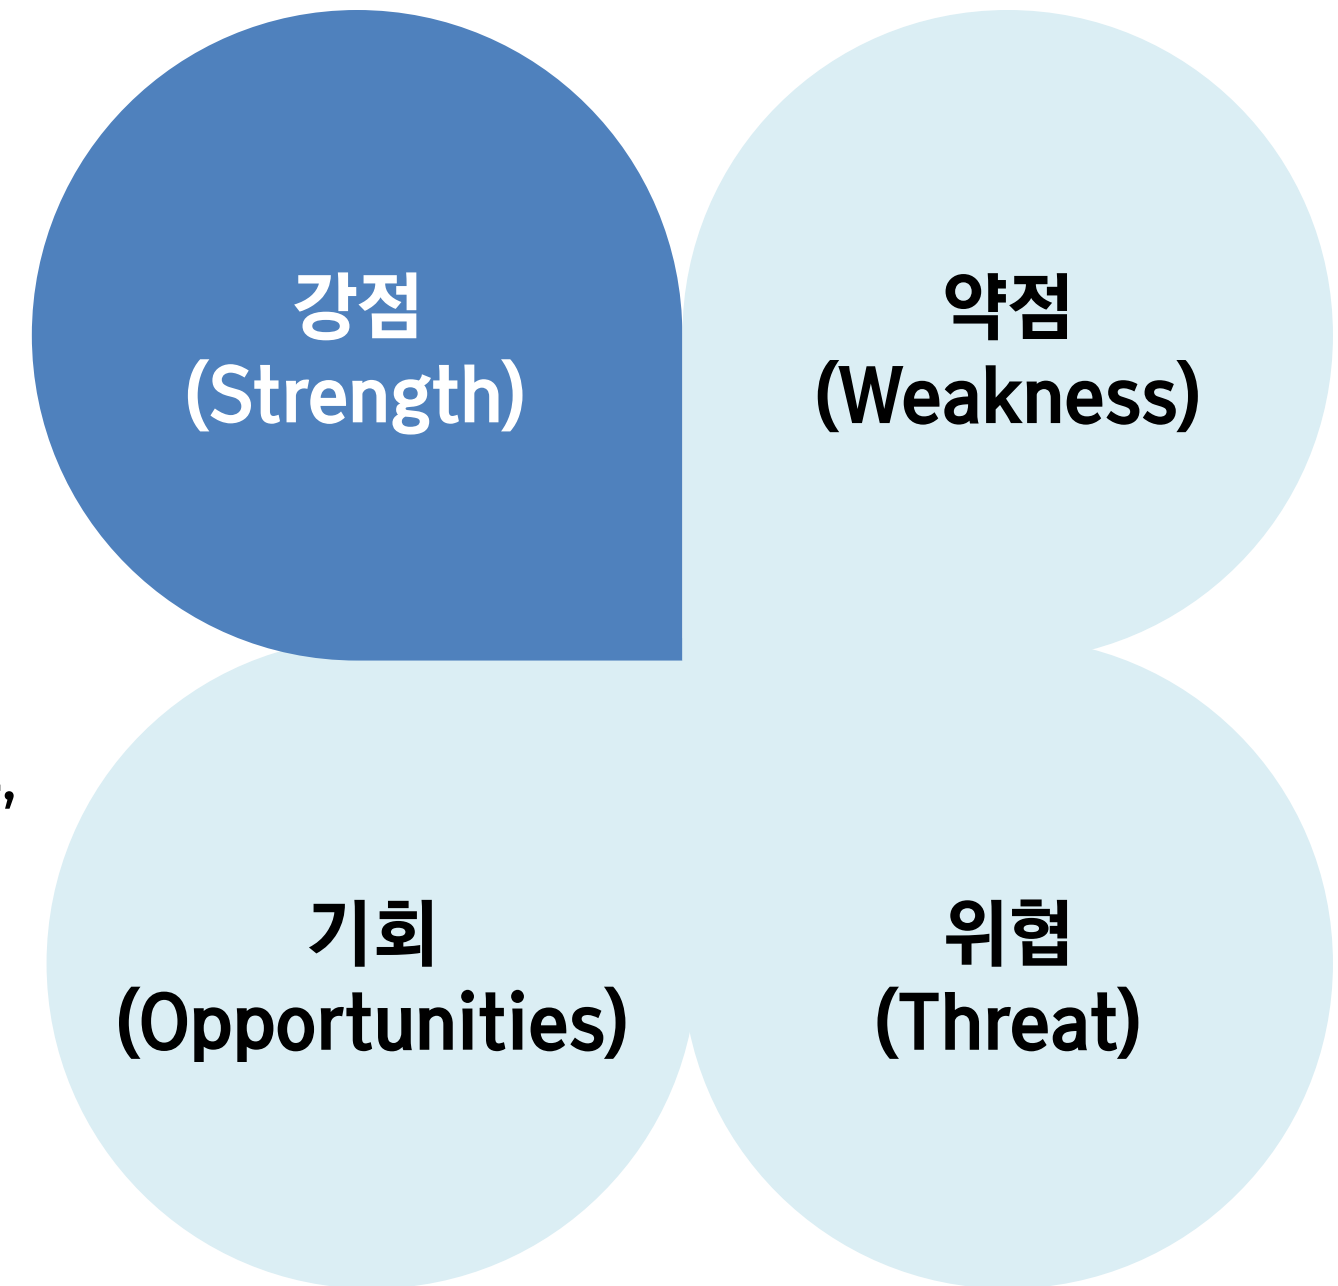 강점
(Strength)
약점
(Weakness)
,
기회
(Opportunities)
위협
(Threat)